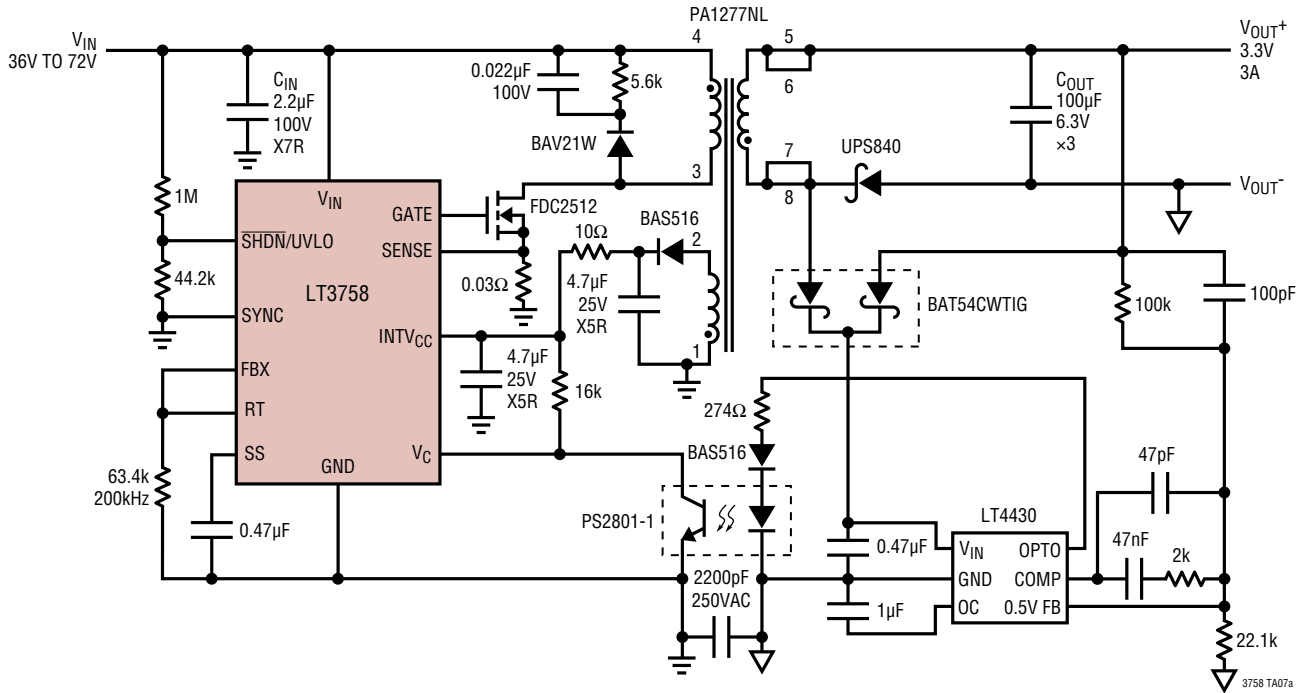 PA1277NL
VIN
36V TO 72V
CIN
2.2µF
100V
X7R
0.022µF
100V
5.6k
BAV21W
4
3
5
6
7
8
UPS840
COUT
100µF
6.3V
×3
VOUT+
3.3V
3A
VOUT-
1M
44.2k
VIN
SHDN/UVLO
SYNC
FBX
RT
SS
GND
LT3758
GATE
SENSE
INTVCC
VC
FDC2512
0.03Ω
10Ω
BAS516
2
1
4.7µF
25V
X5R
4.7µF
25V
X5R
16k
BAT54CWTIG
100k
100pF
63.4k
200kHz
0.47µF
274Ω
BAS516
PS2801-1
2200pF
250VAC
0.47µF
1µF
LT4430
VIN
GND
OC
OPTO
COMP
0.5V FB
47pF
47nF
2k
22.1k
3758 TA07a